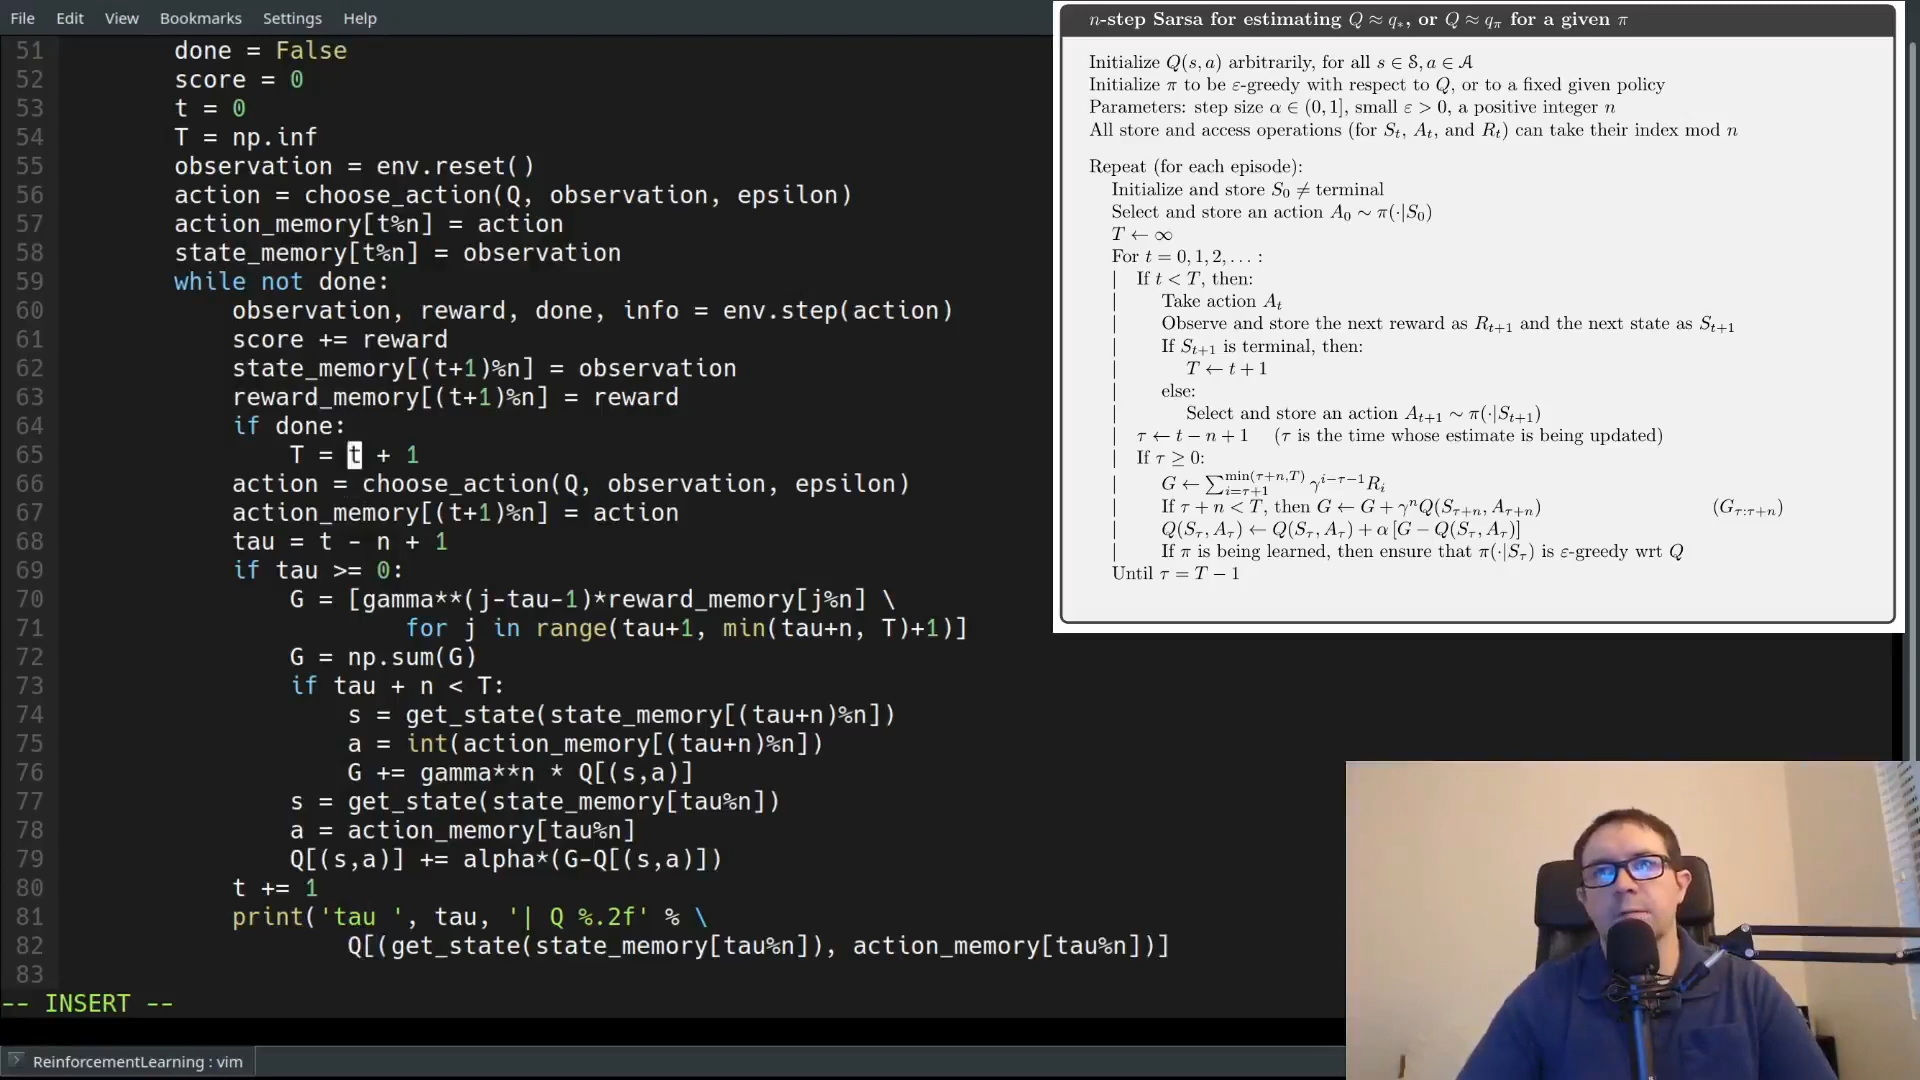 File Edit View Bookmarks Settings Help
51 done = False
52 score = 0
53 t = 0
54 T = np.inf
55 observation = env.reset()
56 action = choose_action(Q, observation, epsilon)
57 action_memory[t%n] = action
58 state_memory[t%n] = observation
59 while not done:
60 observation, reward, done, info = env.step(action)
61 score += reward
62 state_memory[(t+1)%n] = observation
63 reward_memory[(t+1)%n] = reward
64 if done:
65 T = t + 1
66 action = choose_action(Q, observation, epsilon)
67 action_memory[(t+1)%n] = action
68 tau = t - n + 1
69 if tau >= 0:
70 G = [gamma**(j-tau-1)*reward_memory[j%n] \
71 for j in range(tau+1, min(tau+n, T)+1)]
72 G = np.sum(G)
73 if tau + n < T:
74 s = get_state(state_memory[(tau+n)%n])
75 a = int(action_memory[(tau+n)%n])
76 G += gamma**n * Q[(s,a)]
77 s = get_state(state_memory[tau%n])
78 a = action_memory[tau%n]
79 Q[(s,a)] += alpha*(G-Q[(s,a)])
80 t += 1
81 print('tau ', tau, '| Q %.2f' % \
82 Q[(get_state(state_memory[tau%n]), action_memory[tau%n])]
83
-- INSERT --
ReinforcementLearning : vim
n-step Sarsa for estimating Q ≈ q*, or Q ≈ qπ for a given π
Initialize Q(s, a) arbitrarily, for all s ∈ 𝒮, a ∈ 𝒜
Initialize π to be ε-greedy with respect to Q, or to a fixed given policy
Parameters: step size α ∈ (0, 1], small ε > 0, a positive integer n
All store and access operations (for St, At, and Rt) can take their index mod n
Repeat (for each episode):
Initialize and store S0 ≠ terminal
Select and store an action A0 ∼ π(·|S0)
T ← ∞
For t = 0, 1, 2, . . . :
| If t < T, then:
| Take action At
| Observe and store the next reward as Rt+1 and the next state as St+1
| If St+1 is terminal, then:
| T ← t + 1
| else:
| Select and store an action At+1 ∼ π(·|St+1)
| τ ← t − n + 1 (τ is the time whose estimate is being updated)
| If τ ≥ 0:
| G ← ∑_{i=τ+1}^{min(τ+n,T)} γ^{i−τ−1} Ri
| If τ + n < T, then G ← G + γ^n Q(Sτ+n, Aτ+n) (Gτ:τ+n)
| Q(Sτ, Aτ) ← Q(Sτ, Aτ) + α [G − Q(Sτ, Aτ)]
| If π is being learned, then ensure that π(·|Sτ) is ε-greedy wrt Q
Until τ = T − 1